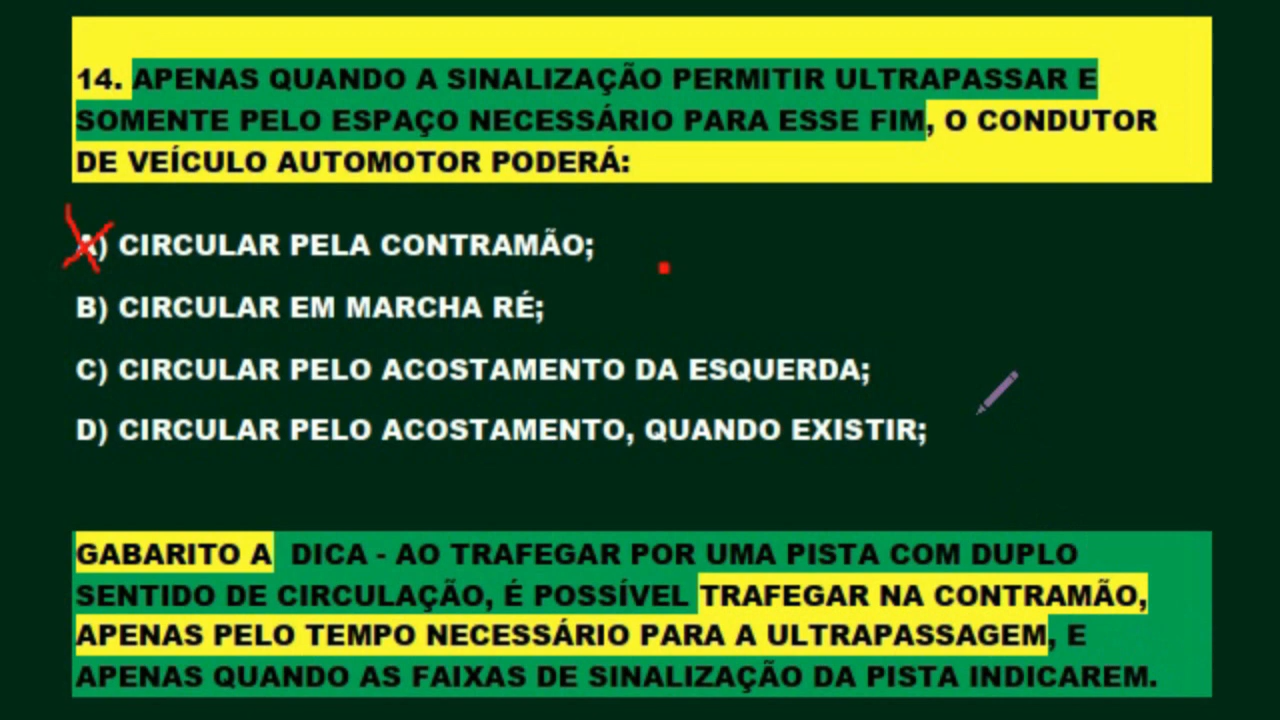 14. APENAS QUANDO A SINALIZAÇÃO PERMITIR ULTRAPASSAR E
SOMENTE PELO ESPAÇO NECESSÁRIO PARA ESSE FIM, O CONDUTOR
DE VEÍCULO AUTOMOTOR PODERÁ:
A) CIRCULAR PELA CONTRAMÃO;
B) CIRCULAR EM MARCHA RÉ;
C) CIRCULAR PELO ACOSTAMENTO DA ESQUERDA;
D) CIRCULAR PELO ACOSTAMENTO, QUANDO EXISTIR;
GABARITO A DICA - AO TRAFEGAR POR UMA PISTA COM DUPLO
SENTIDO DE CIRCULAÇÃO, É POSSÍVEL TRAFEGAR NA CONTRAMÃO,
APENAS PELO TEMPO NECESSÁRIO PARA A ULTRAPASSAGEM, E
APENAS QUANDO AS FAIXAS DE SINALIZAÇÃO DA PISTA INDICAREM.